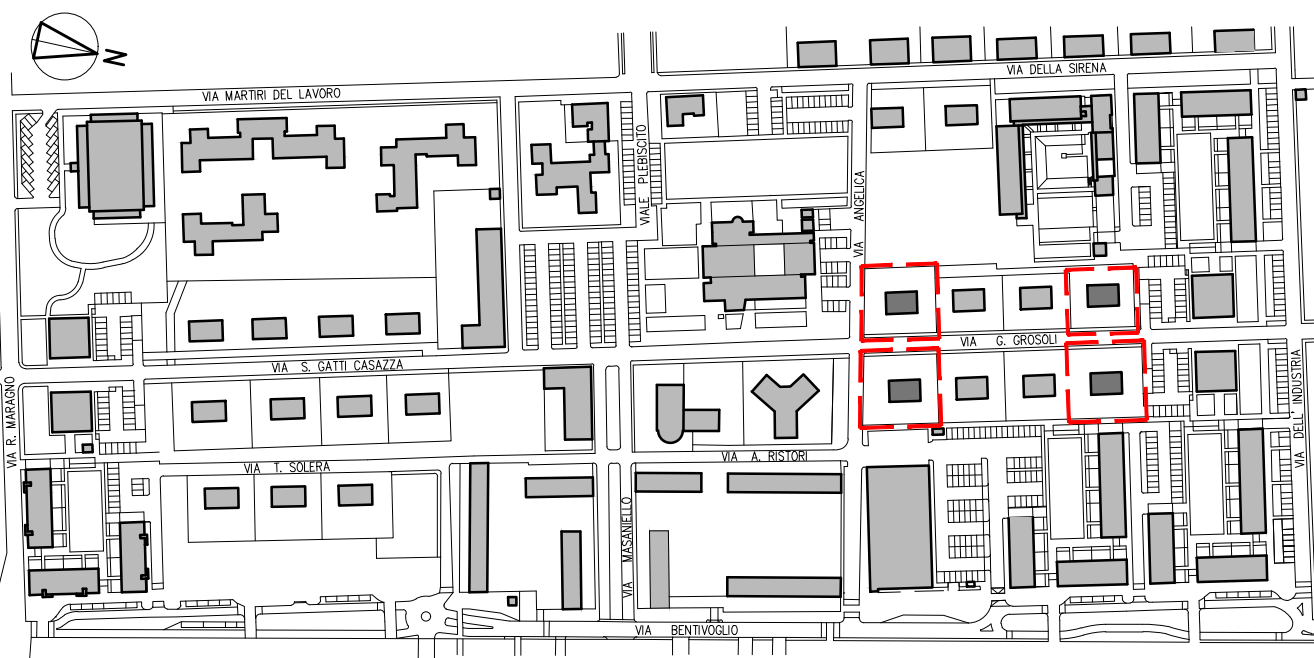 N
VIA MARTIRI DEL LAVORO
VIA DELLA SIRENA
VIALE PLEBISCITO
VIA ANGELICA
VIA G. GROSOLI
VIA S. GATTI CASAZZA
VIA R. MARAGNO
VIA DELL' INDUSTRIA
VIA A. RISTORI
VIA T. SOLERA
VIA MASANIELLO
VIA BENTIVOGLIO